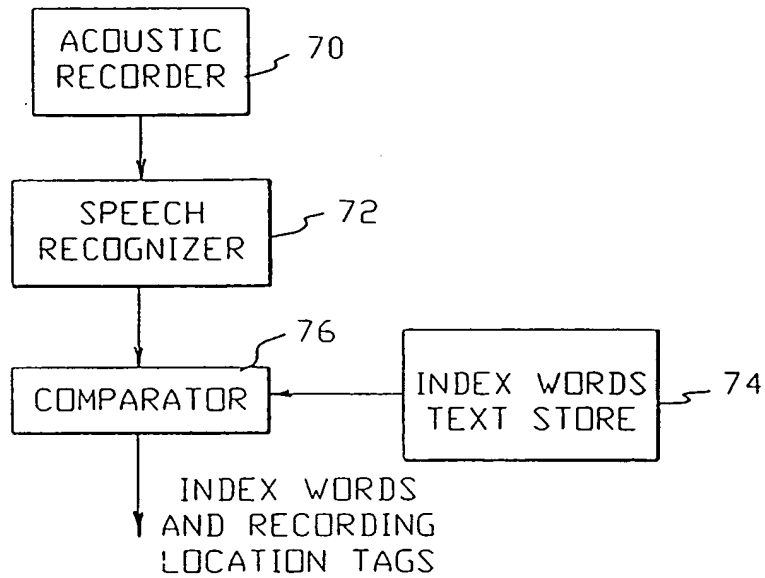 ACOUSTIC
RECORDER
70
SPEECH
RECOGNIZER
72
76
COMPARATOR
INDEX WORDS
TEXT STORE
74
INDEX WORDS
AND RECORDING
LOCATION TAGS